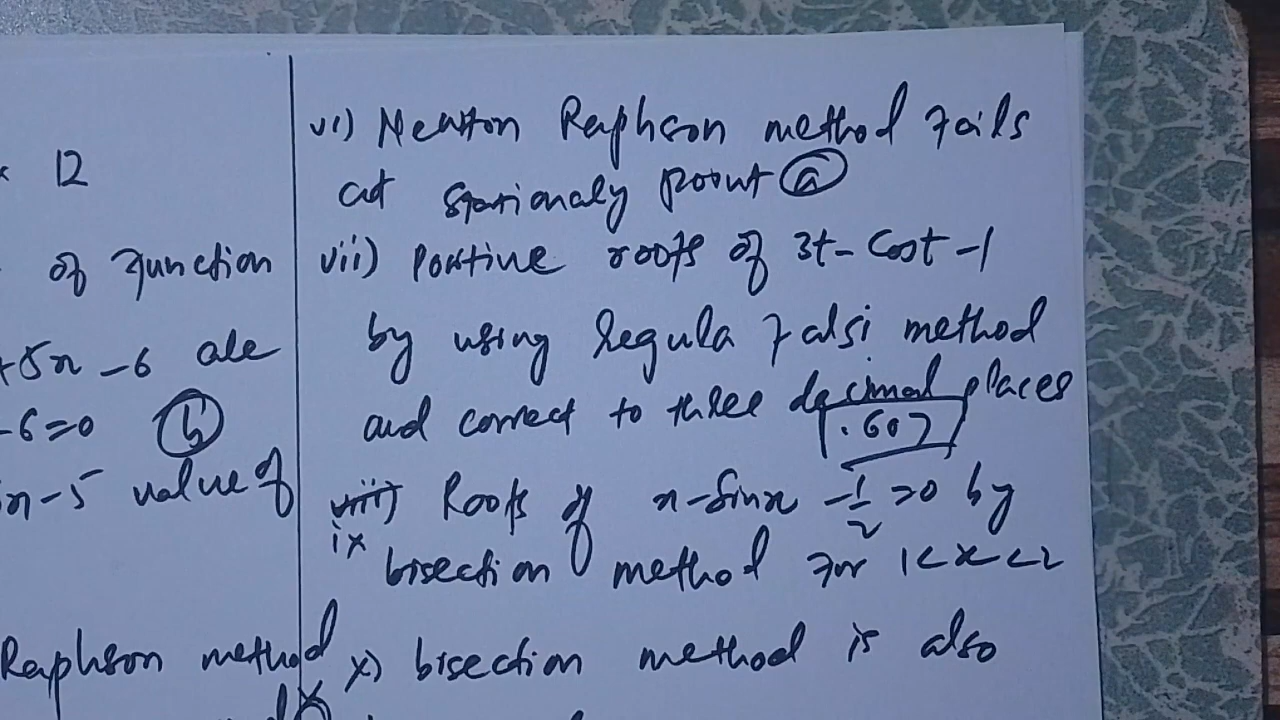 12
of function
+5x -6 are
-6=0 (b)
x-5 value of
Raphson method
vi) Newton Raphson method fails
at stationary point (a)
vii) Positive roots of 3t - Cost -1
by using Regula falsi method
and correct to three decimal places
.607
viii) Roots of x-Sinx -1/2 =0 by
ix
bisection method for 1<x<2
x) bisection method is also